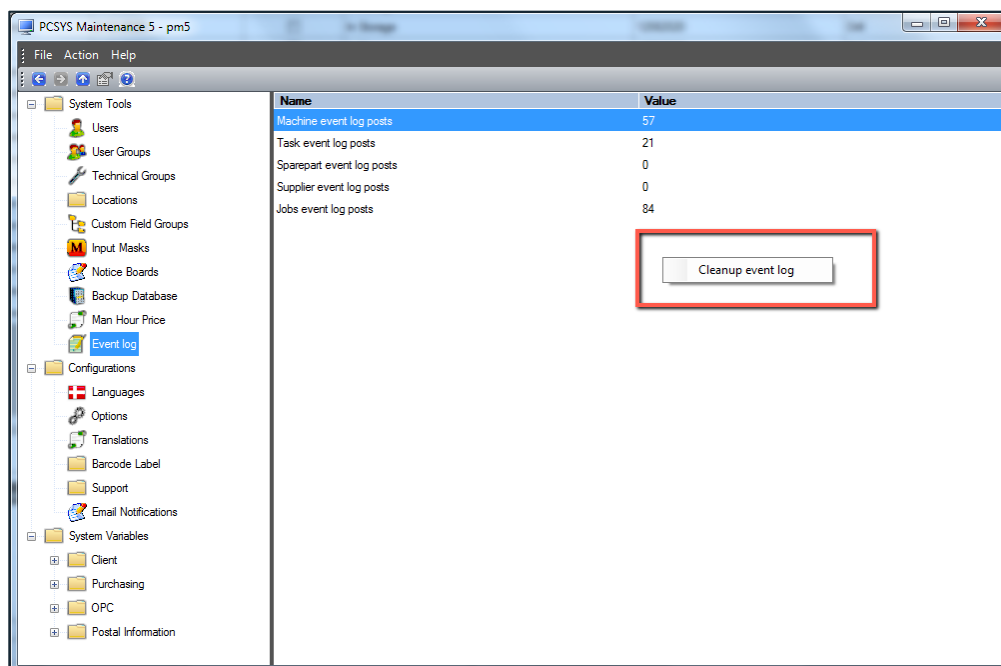 PCSYS Maintenance 5 - pm5
File Action Help
System Tools
Users
User Groups
Technical Groups
Locations
Custom Field Groups
M Input Masks
Notice Boards
Backup Database
Man Hour Price
Event log
Configurations
Languages
Options
Translations
Barcode Label
Support
Email Notifications
System Variables
Client
Purchasing
OPC
Postal Information
Name Value
Machine event log posts 57
Task event log posts 21
Sparepart event log posts 0
Supplier event log posts 0
Jobs event log posts 84
Cleanup event log